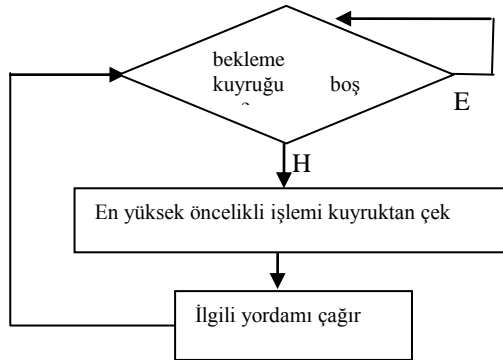 bekleme
kuyruğu boş
E
H
En yüksek öncelikli işlemi kuyruktan çek
İlgili yordamı çağır